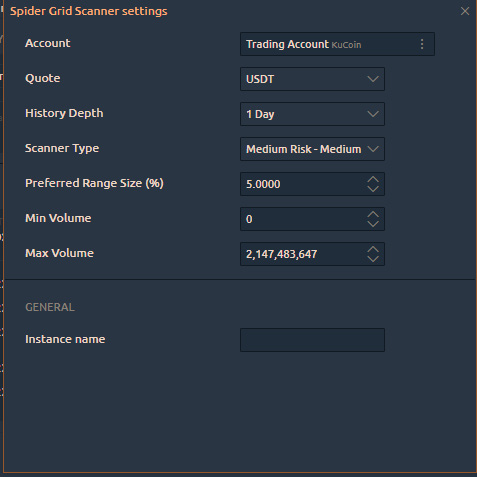 Spider Grid Scanner settings
Account Trading Account KuCoin
Quote USDT
History Depth 1 Day
Scanner Type Medium Risk - Medium
Preferred Range Size (%) 5.0000
Min Volume 0
Max Volume 2,147,483,647
GENERAL
Instance name